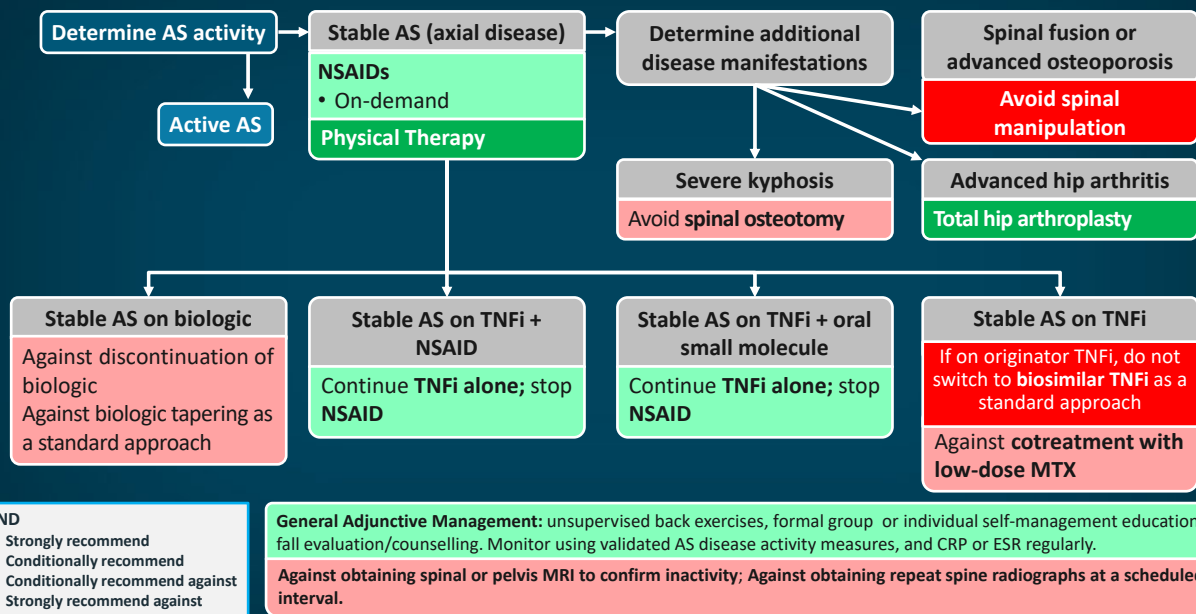 Determine AS activity
Active AS
Stable AS (axial disease)
NSAIDs
• On-demand
Physical Therapy
Determine additional
disease manifestations
Spinal fusion or
advanced osteoporosis
Avoid spinal
manipulation
Severe kyphosis
Avoid spinal osteotomy
Advanced hip arthritis
Total hip arthroplasty
Stable AS on biologic
Against discontinuation of
biologic
Against biologic tapering as
a standard approach
Stable AS on TNFi +
NSAID
Continue TNFi alone; stop
NSAID
Stable AS on TNFi + oral
small molecule
Continue TNFi alone; stop
NSAID
Stable AS on TNFi
If on originator TNFi, do not
switch to biosimilar TNFi as a
standard approach
Against cotreatment with
low-dose MTX
ND
Strongly recommend
Conditionally recommend
Conditionally recommend against
Strongly recommend against
General Adjunctive Management: unsupervised back exercises, formal group or individual self-management education
fall evaluation/counselling. Monitor using validated AS disease activity measures, and CRP or ESR regularly.
Against obtaining spinal or pelvis MRI to confirm inactivity; Against obtaining repeat spine radiographs at a scheduled
interval.